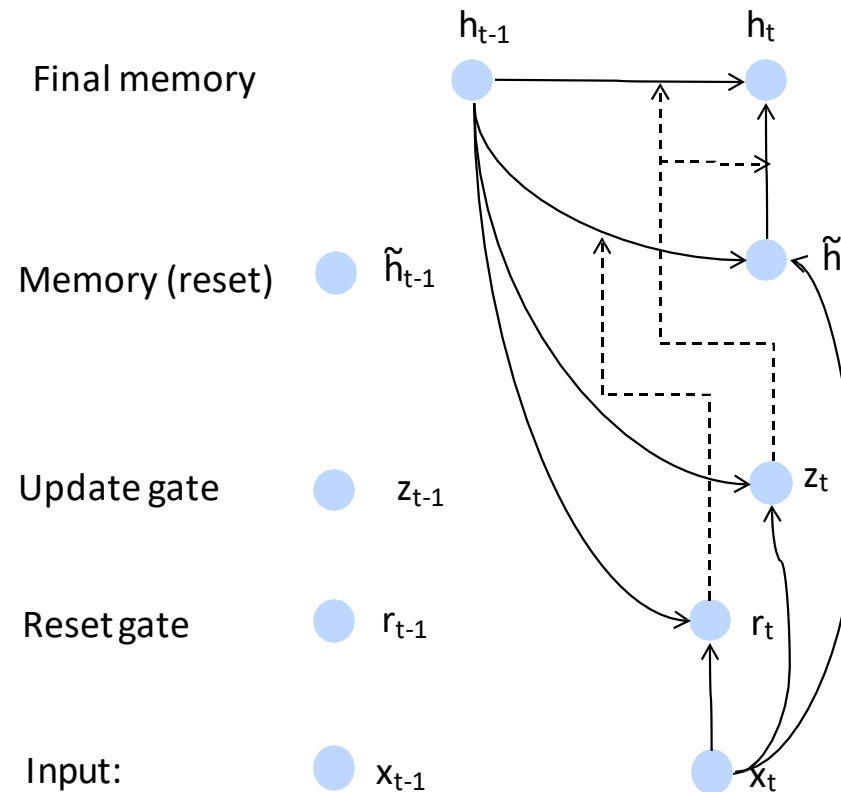 h_{t-1} h_t
Final memory
Memory (reset) h̃_{t-1} h̃
Update gate z_{t-1} z_t
Reset gate r_{t-1} r_t
Input: x_{t-1} x_t